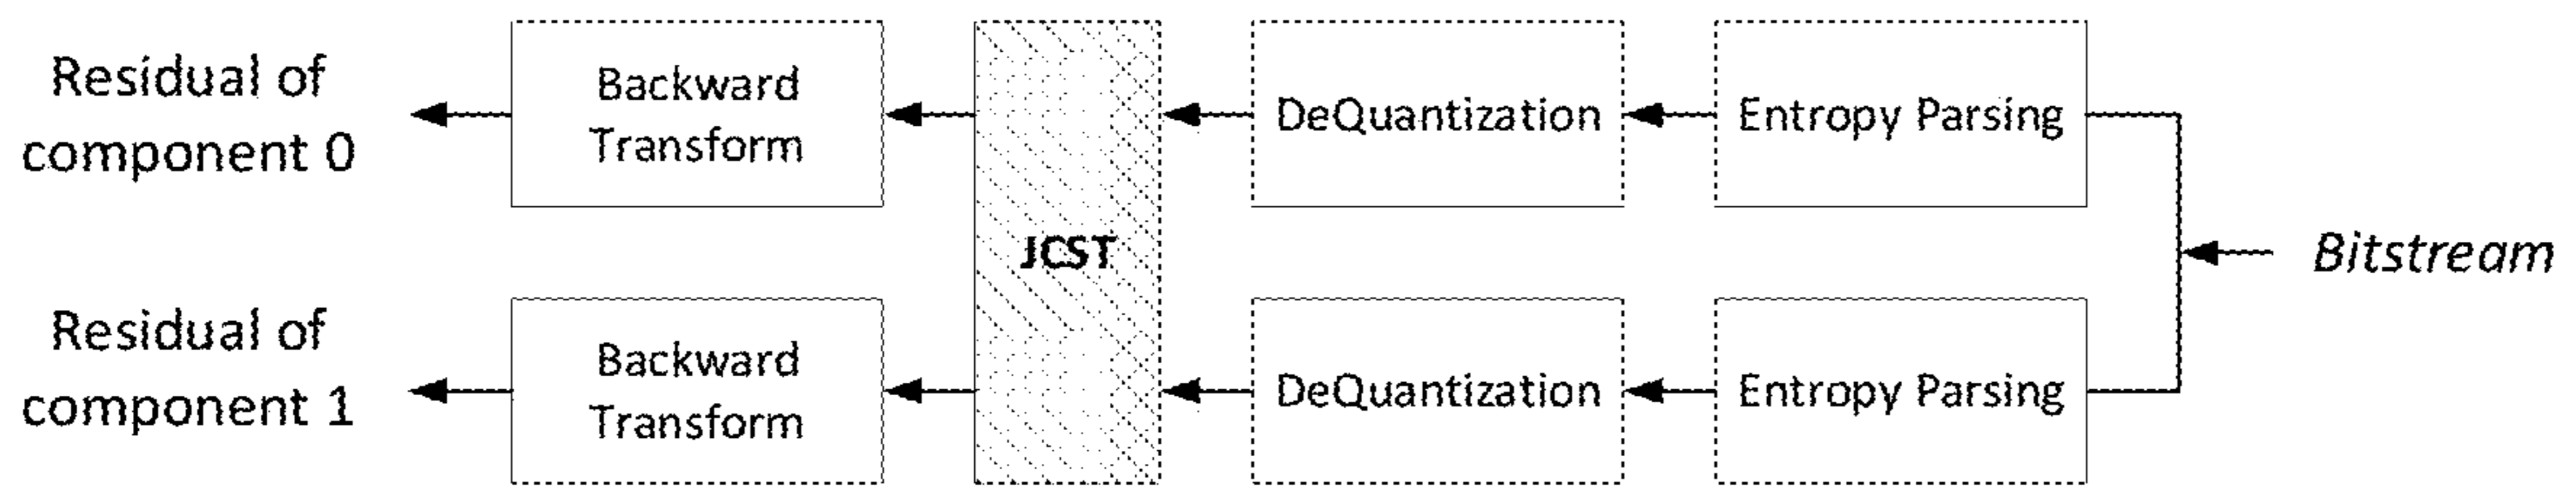 Residual of
component 0
Backward
Transform
DeQuantization
Entropy Parsing
JCST
Bitstream
Residual of
component 1
Backward
Transform
DeQuantization
Entropy Parsing